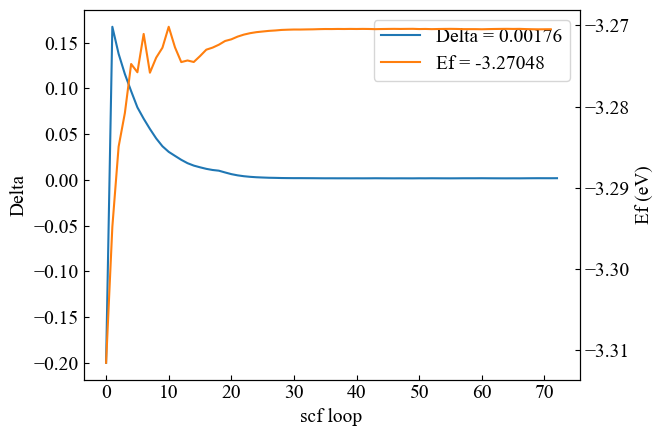 Delta = 0.00176
Ef = -3.27048
0.15
0.10
0.05
0.00
−0.05
−0.10
−0.15
−0.20
Delta
−3.27
−3.28
−3.29
−3.30
−3.31
Ef (eV)
0 10 20 30 40 50 60 70
scf loop